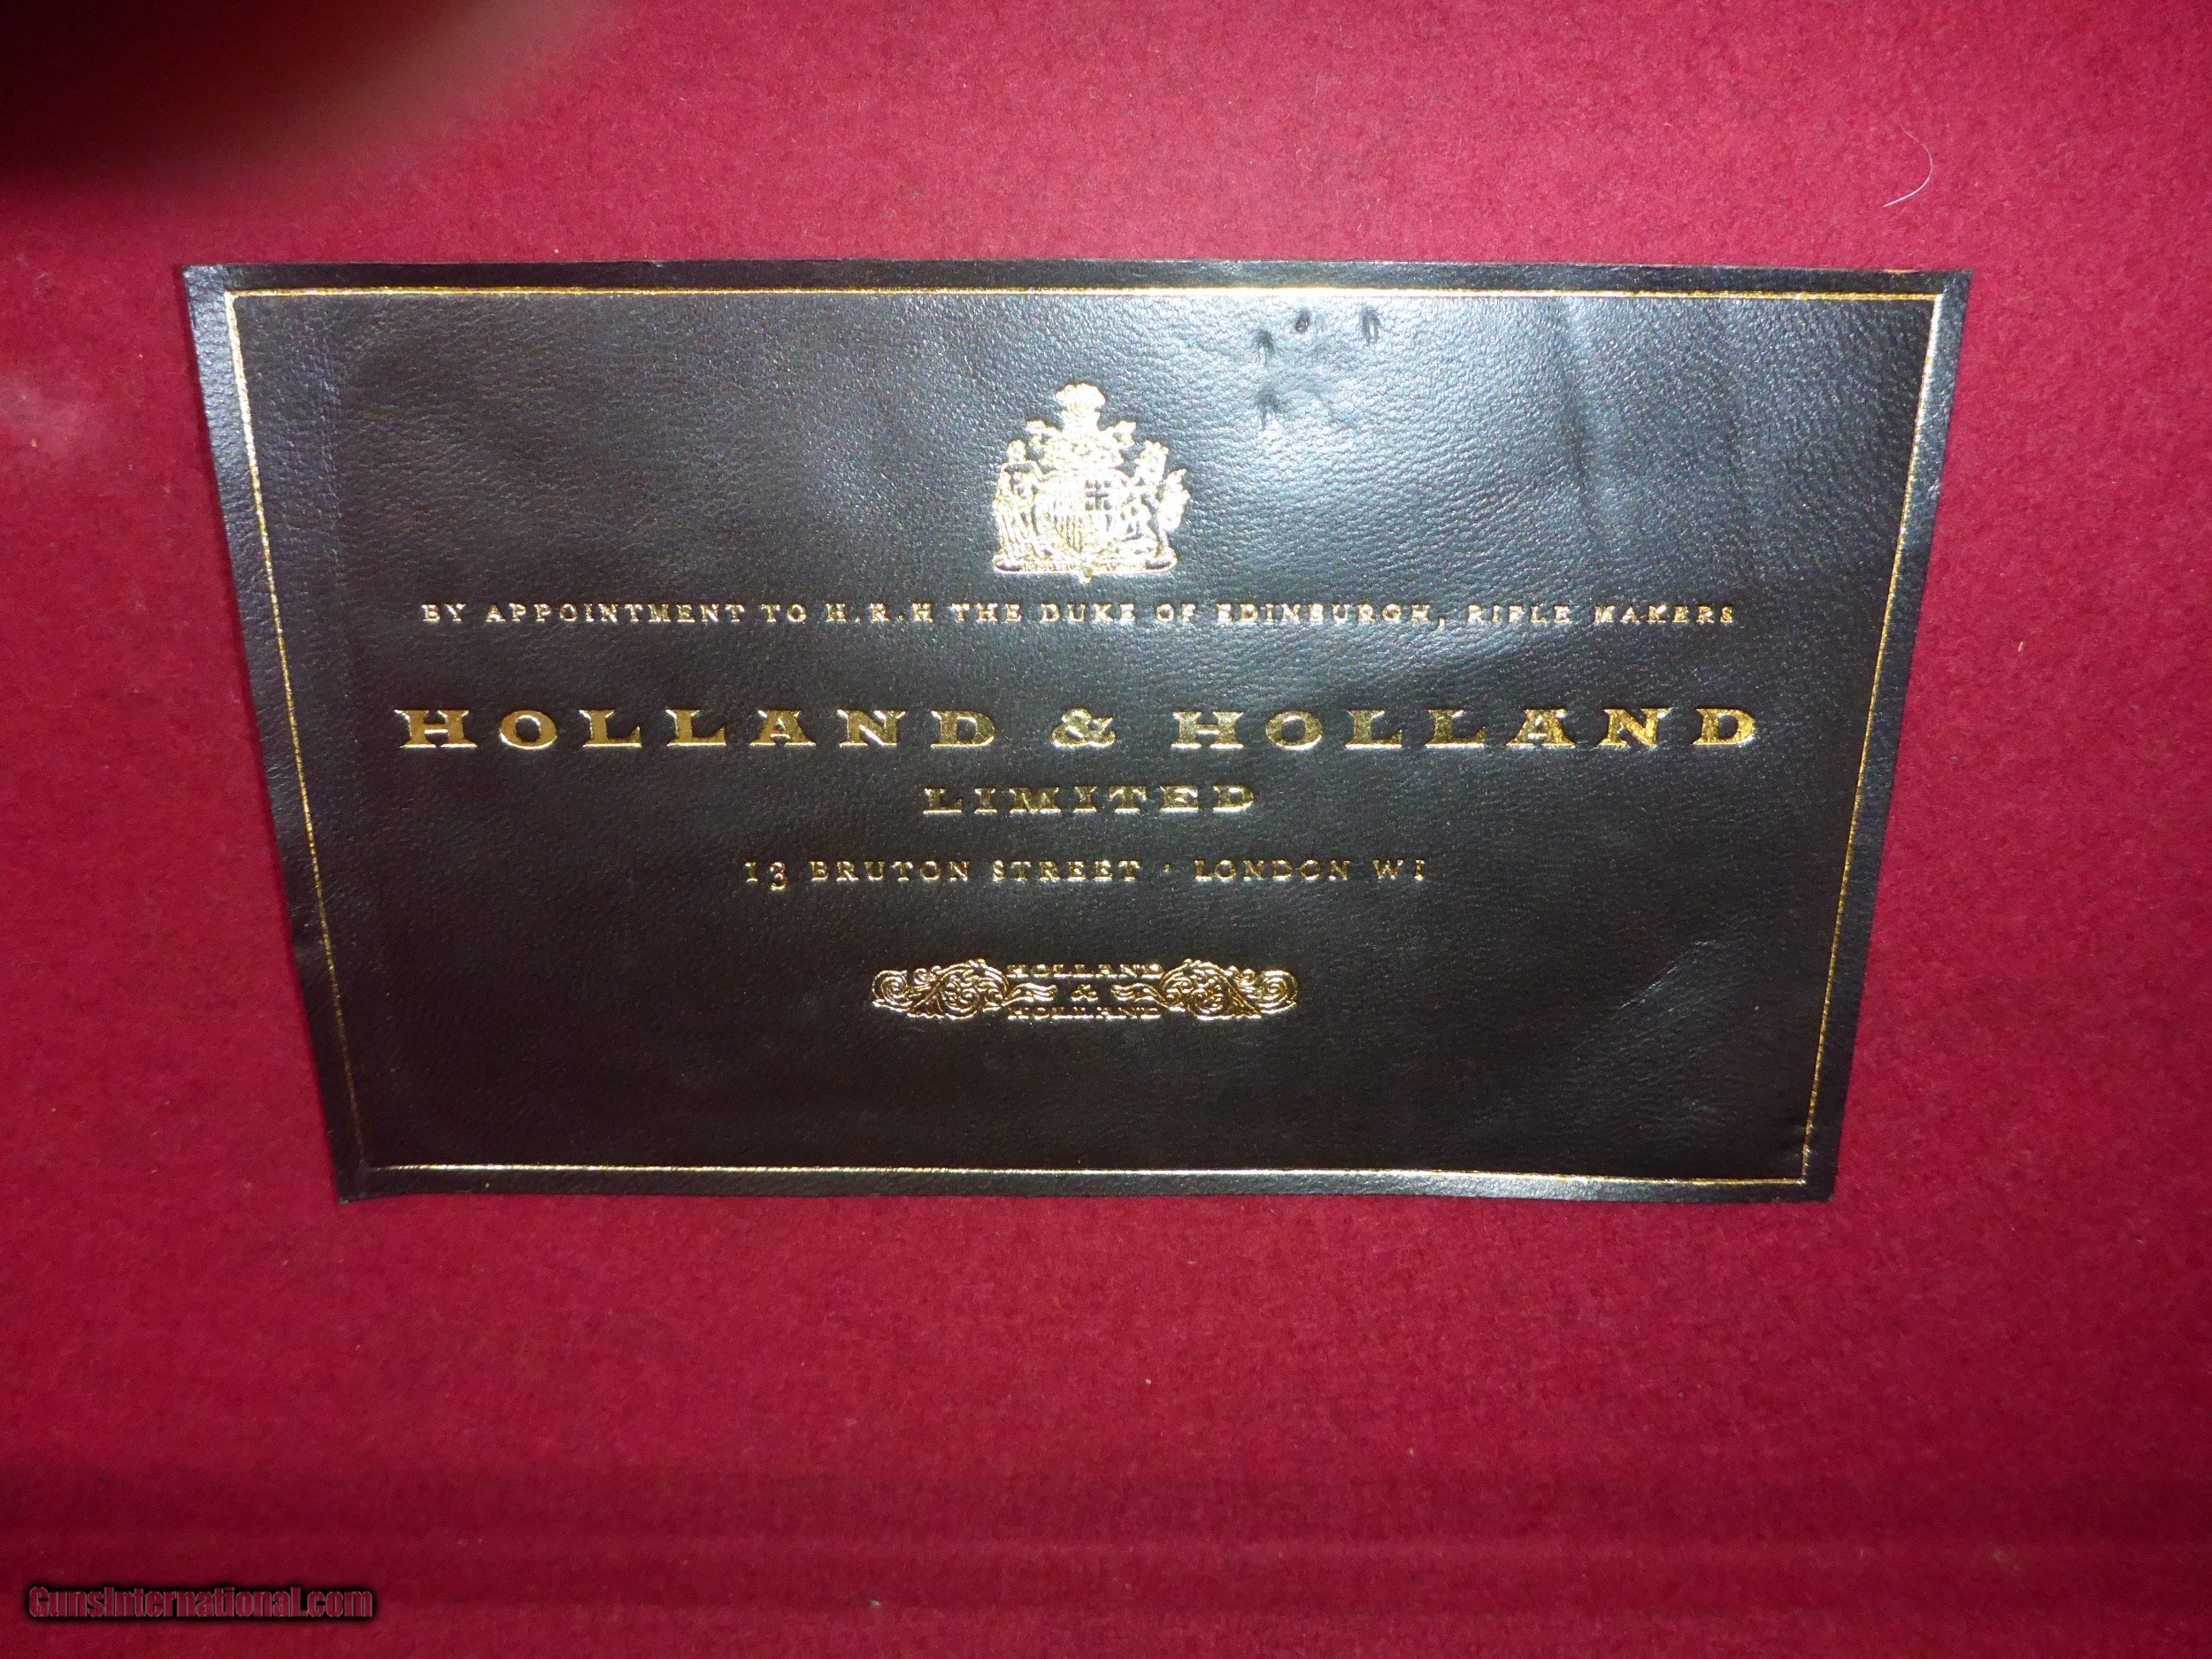 BY APPOINTMENT TO H.R.H THE DUKE OF EDINBURGH, RIFLE MAKERS
HOLLAND & HOLLAND
LIMITED
13 BRUTON STREET · LONDON W1
HOLLAND
&
HOLLAND
GunsInternational.com